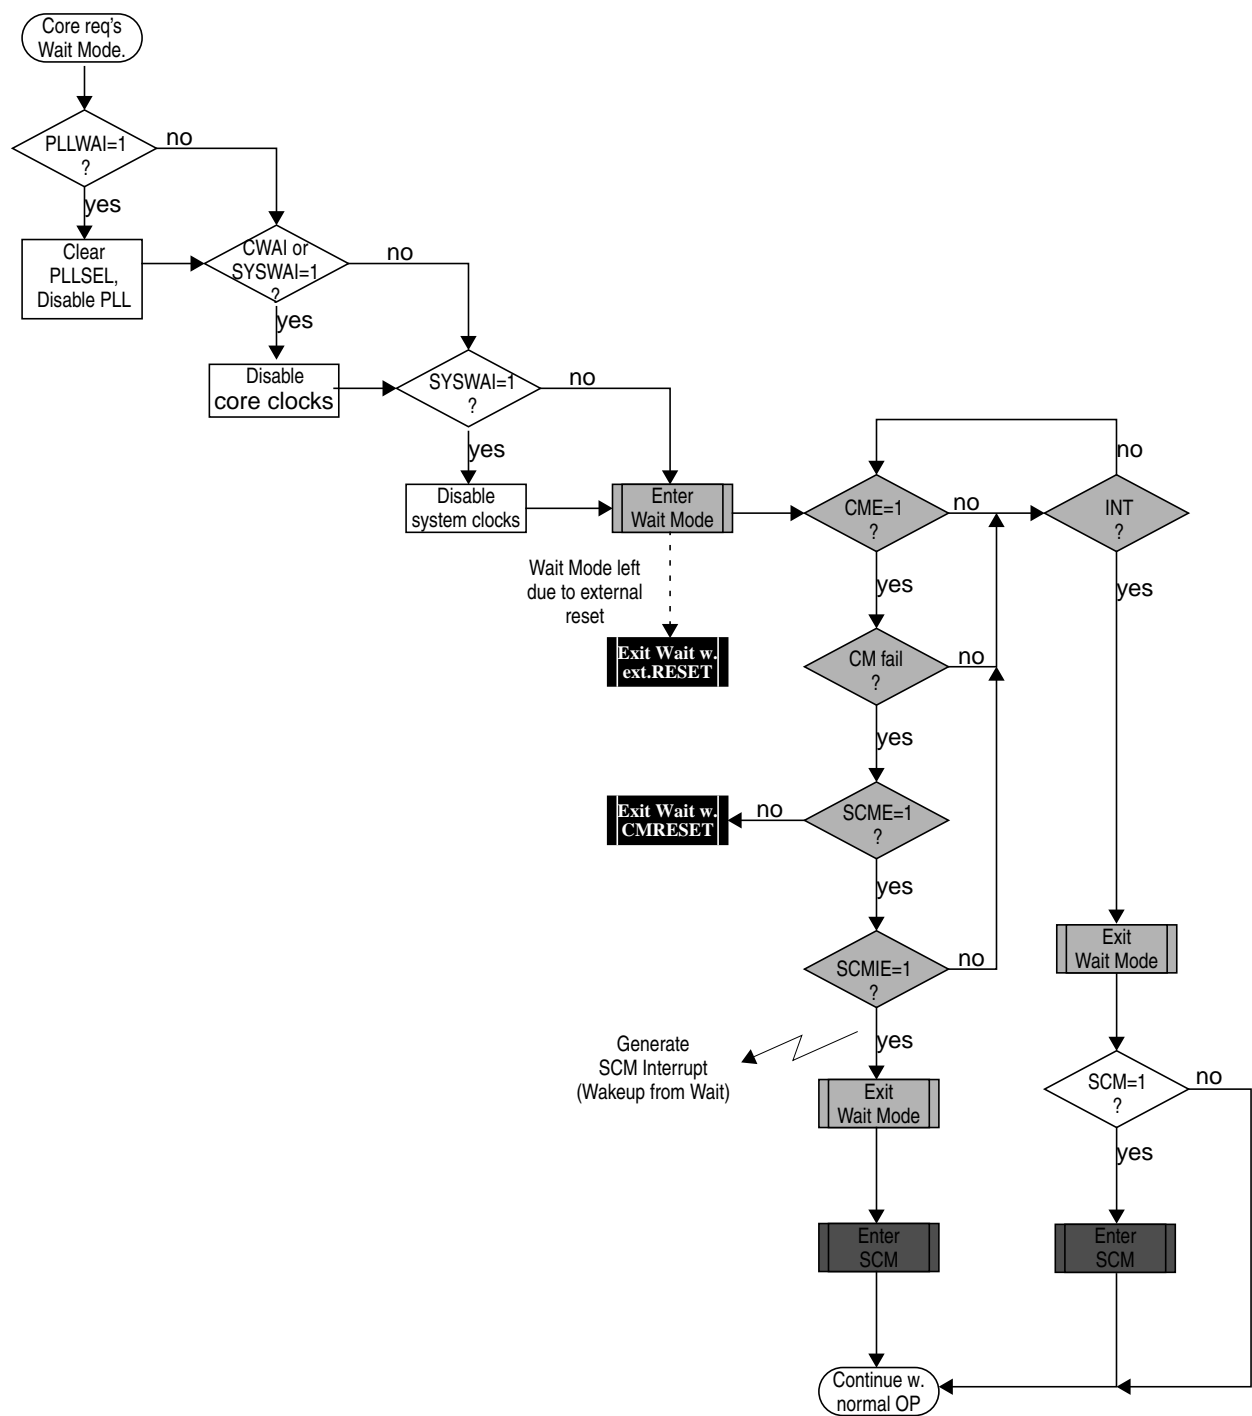 Core req's
Wait Mode.
PLLWAI=1
?
no
yes
Clear
PLLSEL,
Disable PLL
CWAI or
SYSWAI=1
?
no
yes
Disable
core clocks
SYSWAI=1
?
no
yes
Disable
system clocks
Enter
Wait Mode
Wait Mode left
due to external
reset
Exit Wait w.
ext.RESET
CME=1
?
no
yes
INT
?
no
yes
CM fail
?
no
yes
SCME=1
?
no
yes
Exit Wait w.
CMRESET
SCMIE=1
?
no
yes
Generate
SCM Interrupt
(Wakeup from Wait)
Exit
Wait Mode
Enter
SCM
Exit
Wait Mode
SCM=1
?
no
yes
Enter
SCM
Continue w.
normal OP